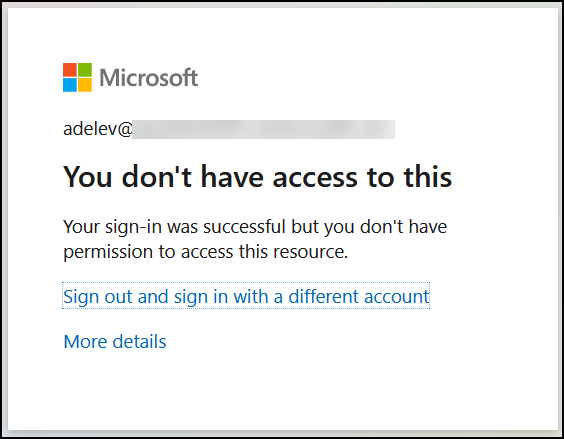 Microsoft
adelev@
You don't have access to this
Your sign-in was successful but you don't have
permission to access this resource.
Sign out and sign in with a different account
More details